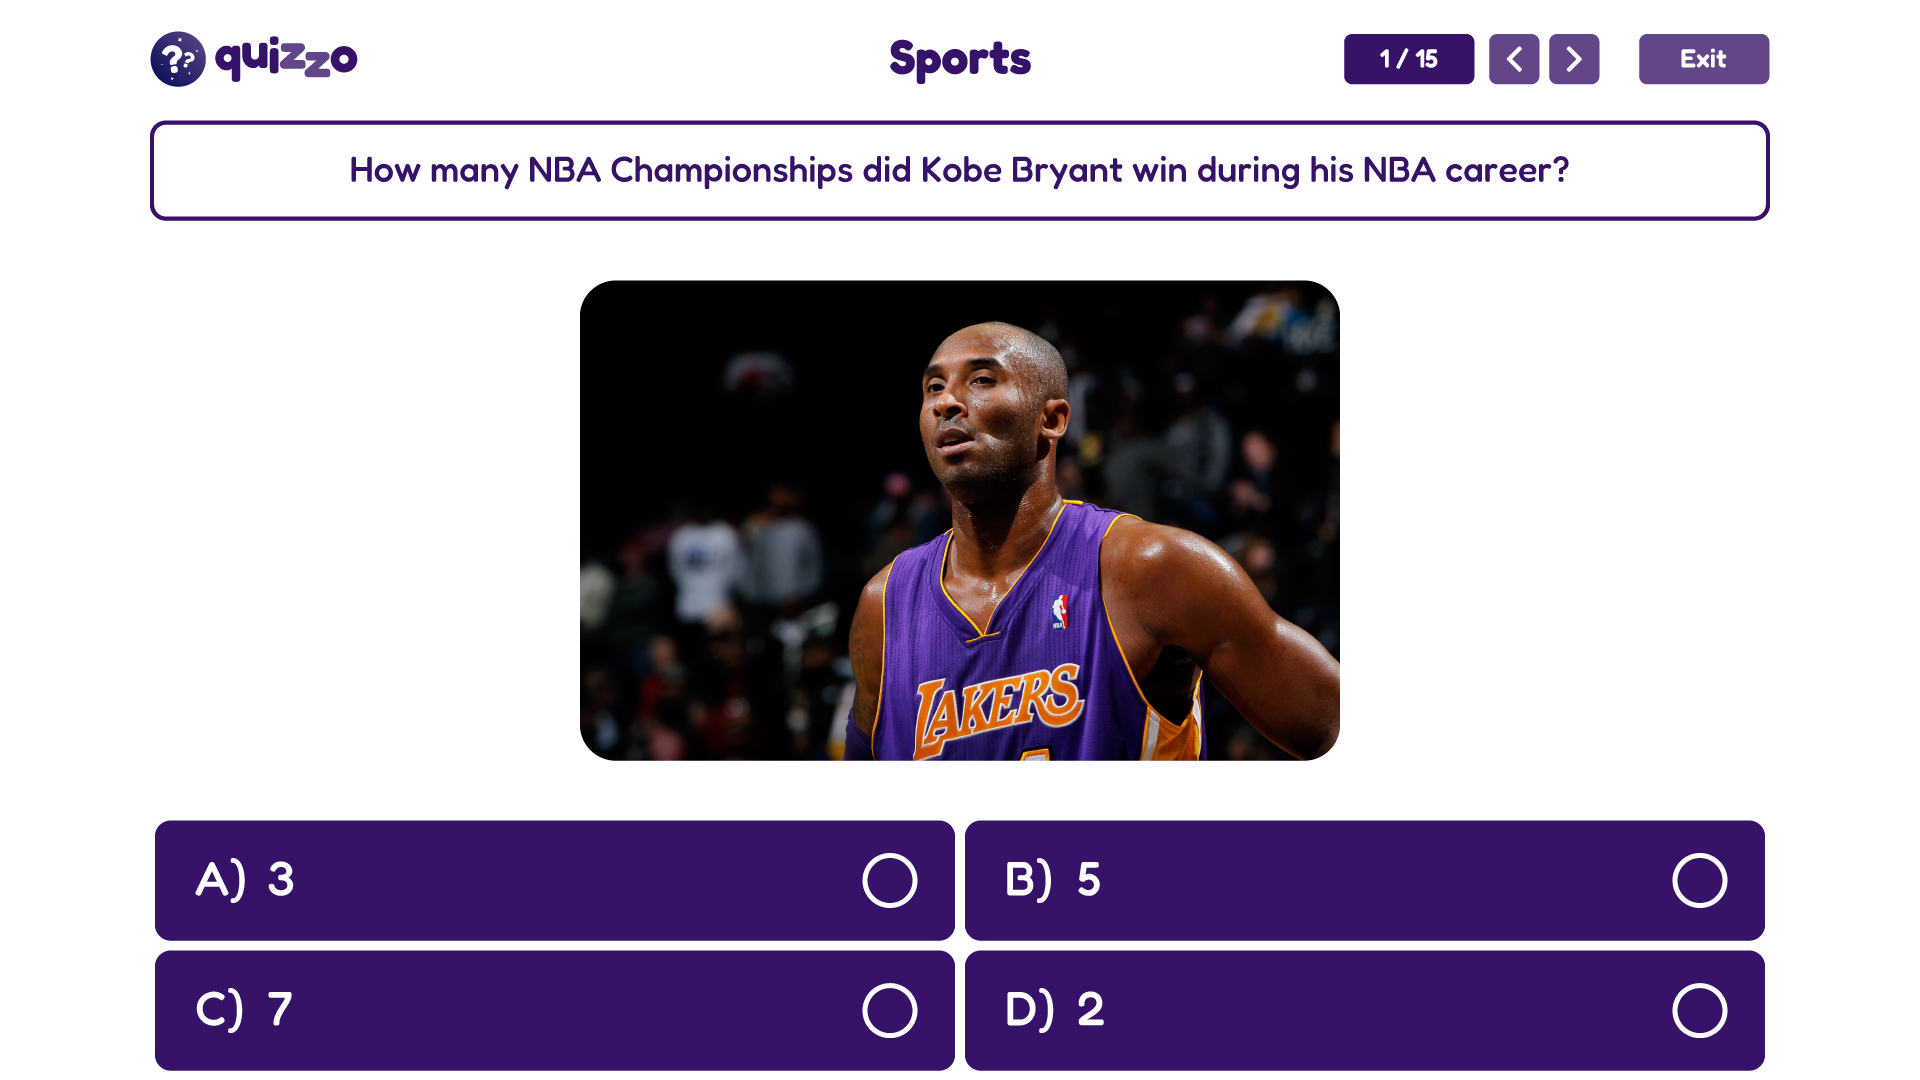 ??
quizzo
Sports
1 / 15
Exit
How many NBA Championships did Kobe Bryant win during his NBA career?
NBA
LAKERS
A) 3
B) 5
C) 7
D) 2